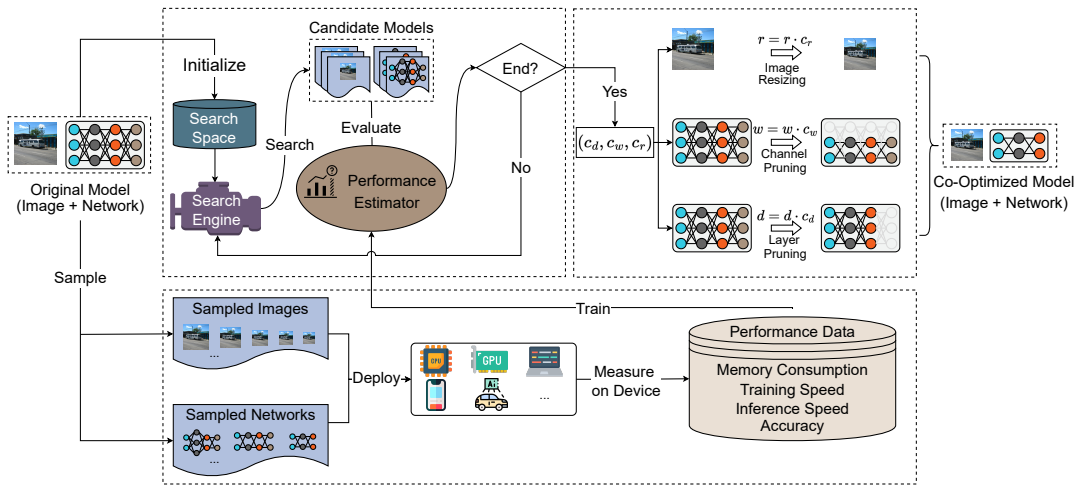 Original Model
(Image + Network)
Initialize
Search
Space
Search
Engine
Search
Candidate Models
Evaluate
Performance
Estimator
End?
No
Yes
(c_d, c_w, c_r)
r = r · c_r
Image
Resizing
w = w · c_w
Channel
Pruning
d = d · c_d
Layer
Pruning
Co-Optimized Model
(Image + Network)
Sample
Sampled Images
...
Sampled Networks
...
Deploy
GPU
GPU
Ai
...
Measure
on Device
Train
Performance Data
Memory Consumption
Training Speed
Inference Speed
Accuracy